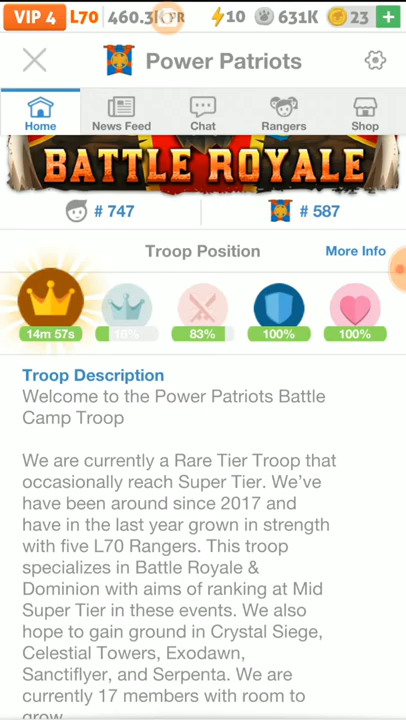 VIP 4 L70 460.3 PR 10 631K 23
Power Patriots
Home News Feed Chat Rangers Shop
BATTLE ROYALE
# 747 # 587
Troop Position More Info
14m 57s 16% 83% 100% 100%
Troop Description
Welcome to the Power Patriots Battle
Camp Troop
We are currently a Rare Tier Troop that
occasionally reach Super Tier. We've
have been around since 2017 and
have in the last year grown in strength
with five L70 Rangers. This troop
specializes in Battle Royale &
Dominion with aims of ranking at Mid
Super Tier in these events. We also
hope to gain ground in Crystal Siege,
Celestial Towers, Exodawn,
Sanctiflyer, and Serpenta. We are
currently 17 members with room to
grow